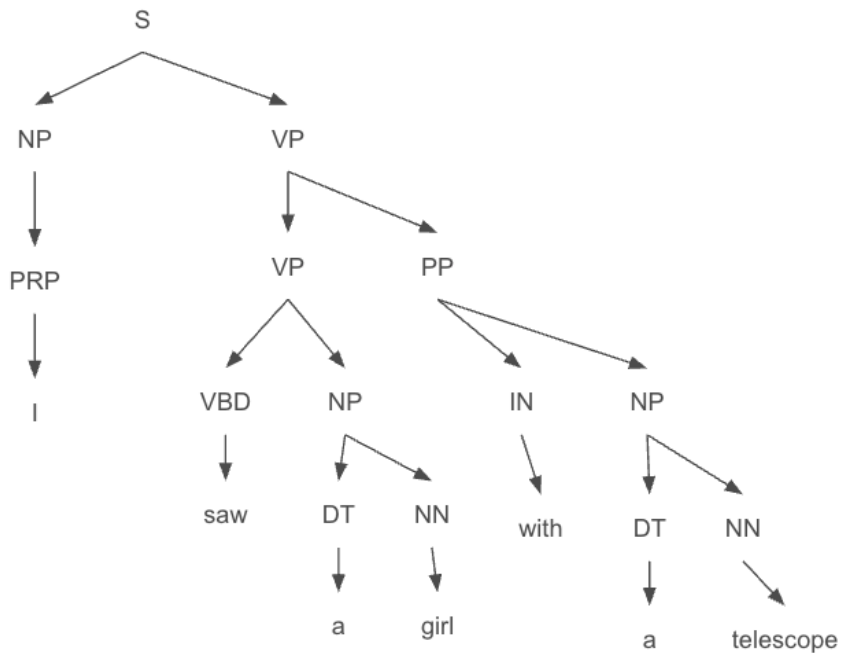 S
NP VP
VP PP
PRP
VBD NP IN NP
I
saw DT NN with DT NN
a girl a telescope